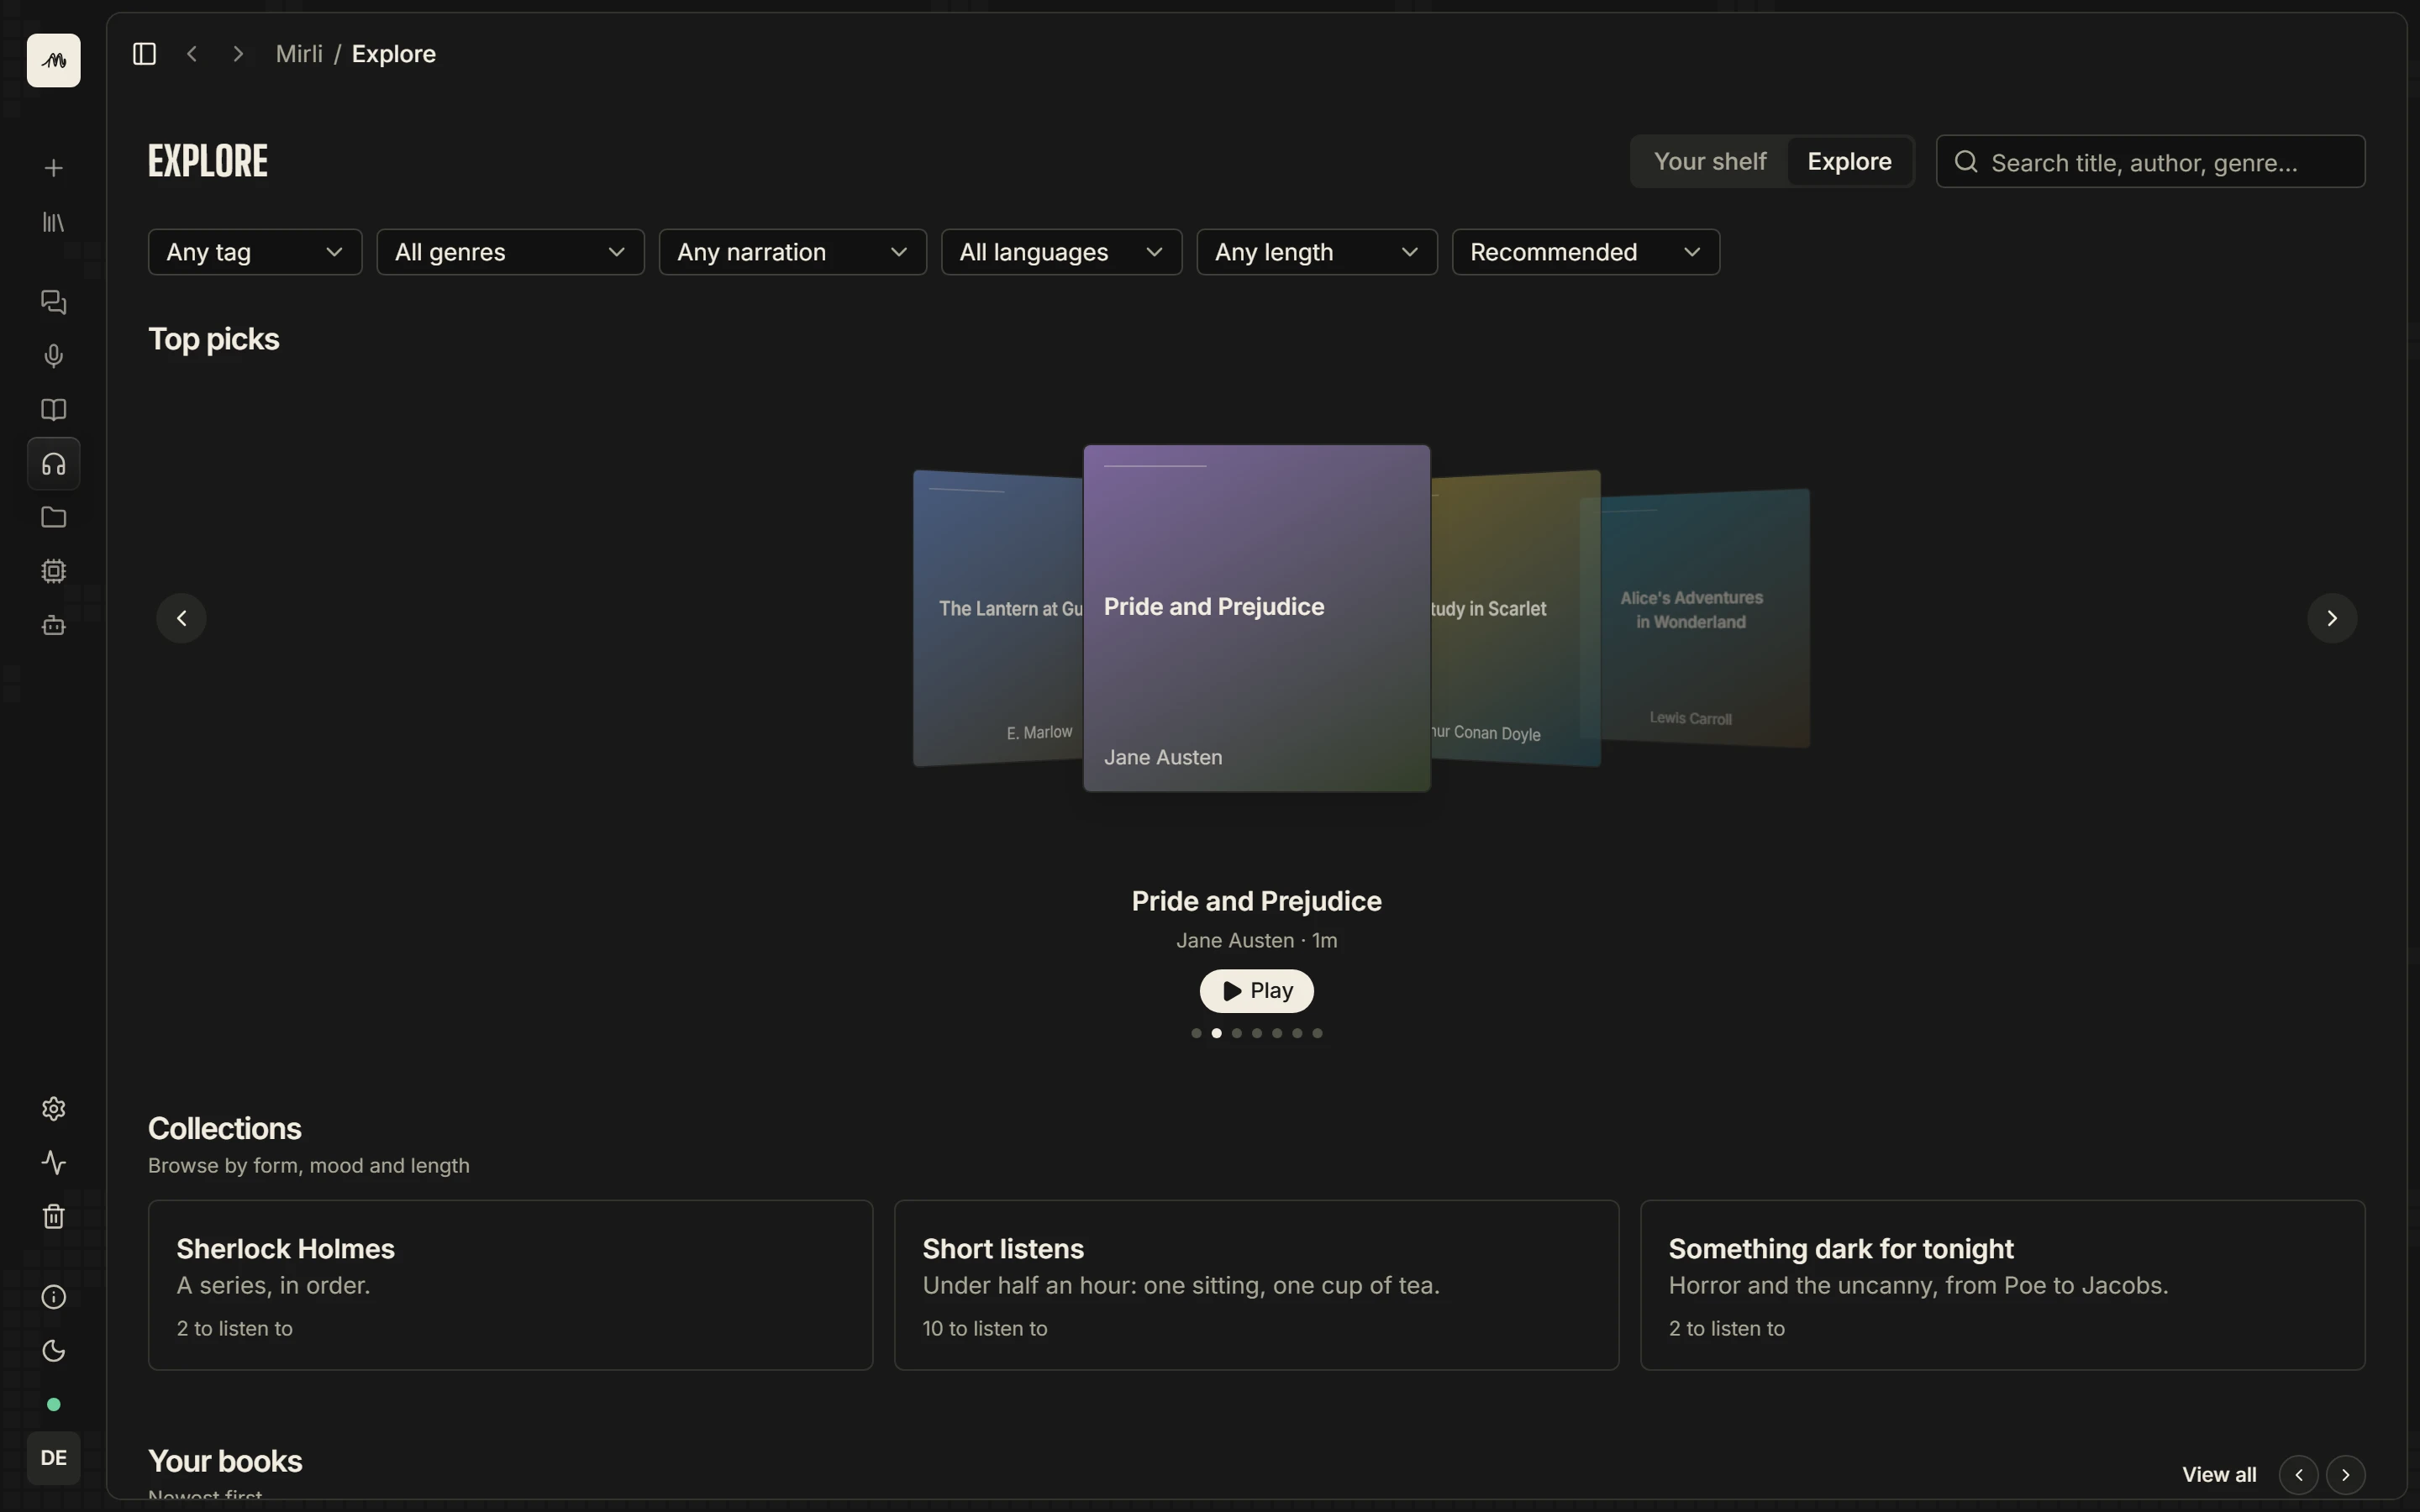 Mirli / Explore
EXPLORE
Your shelf
Explore
Search title, author, genre...
Any tag
All genres
Any narration
All languages
Any length
Recommended
Top picks
The Lantern at Gu
E. Marlow
Pride and Prejudice
Jane Austen
tudy in Scarlet
hur Conan Doyle
Alice's Adventures
in Wonderland
Lewis Carroll
Pride and Prejudice
Jane Austen · 1m
Play
Collections
Browse by form, mood and length
Sherlock Holmes
A series, in order.
2 to listen to
Short listens
Under half an hour: one sitting, one cup of tea.
10 to listen to
Something dark for tonight
Horror and the uncanny, from Poe to Jacobs.
2 to listen to
DE
Your books
View all
Newest first